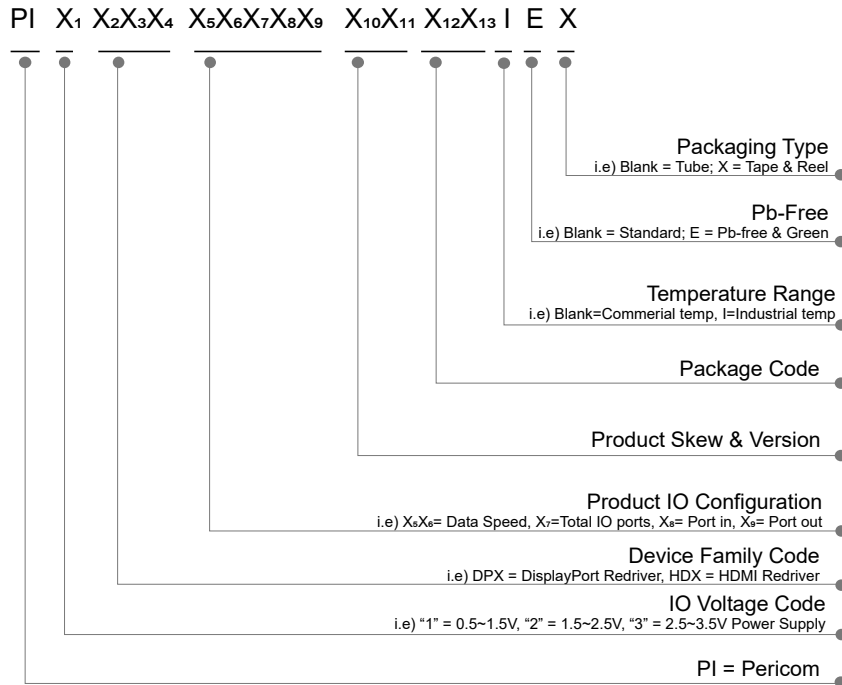 PI X₁ X₂X₃X₄ X₅X₆X₇X₈X₉ X₁₀X₁₁ X₁₂X₁₃ I E X
Packaging Type
i.e) Blank = Tube; X = Tape & Reel
Pb-Free
i.e) Blank = Standard; E = Pb-free & Green
Temperature Range
i.e) Blank=Commerial temp, I=Industrial temp
Package Code
Product Skew & Version
Product IO Configuration
i.e) X₅X₆= Data Speed, X₇=Total IO ports, X₈= Port in, X₉= Port out
Device Family Code
i.e) DPX = DisplayPort Redriver, HDX = HDMI Redriver
IO Voltage Code
i.e) “1” = 0.5~1.5V, “2” = 1.5~2.5V, “3” = 2.5~3.5V Power Supply
PI = Pericom